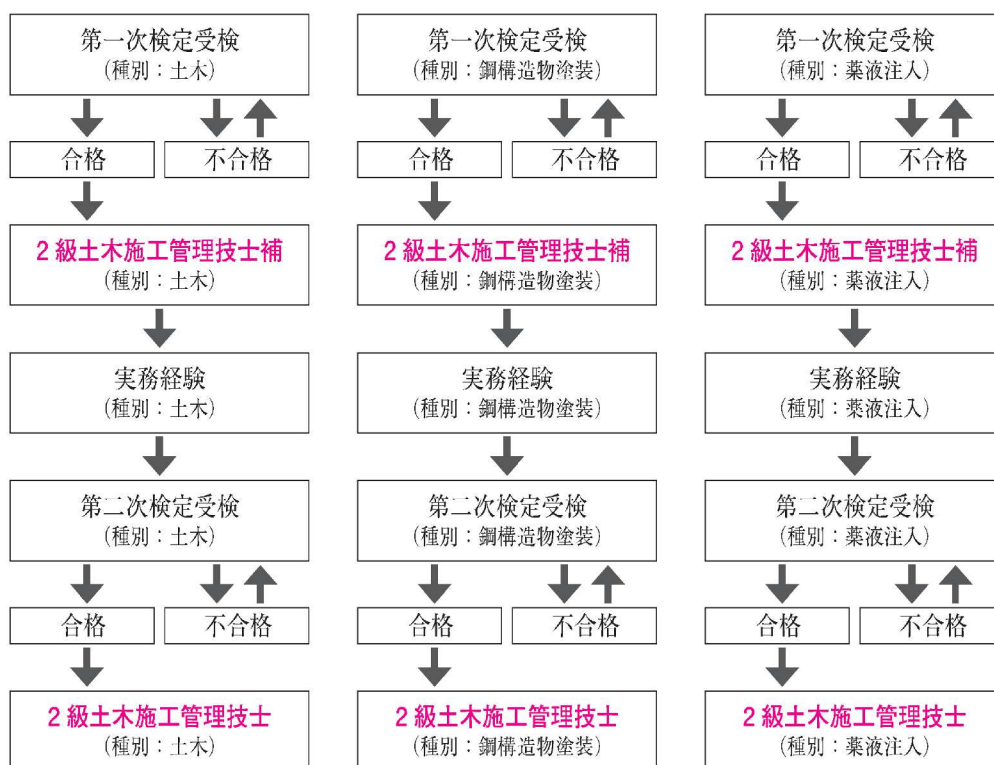 第一次検定受検
(種別：土木)
合格
不合格
2級土木施工管理技士補
(種別：土木)
実務経験
(種別：土木)
第二次検定受検
(種別：土木)
合格
不合格
2級土木施工管理技士
(種別：土木)
第一次検定受検
(種別：鋼構造物塗装)
合格
不合格
2級土木施工管理技士補
(種別：鋼構造物塗装)
実務経験
(種別：鋼構造物塗装)
第二次検定受検
(種別：鋼構造物塗装)
合格
不合格
2級土木施工管理技士
(種別：鋼構造物塗装)
第一次検定受検
(種別：薬液注入)
合格
不合格
2級土木施工管理技士補
(種別：薬液注入)
実務経験
(種別：薬液注入)
第二次検定受検
(種別：薬液注入)
合格
不合格
2級土木施工管理技士
(種別：薬液注入)